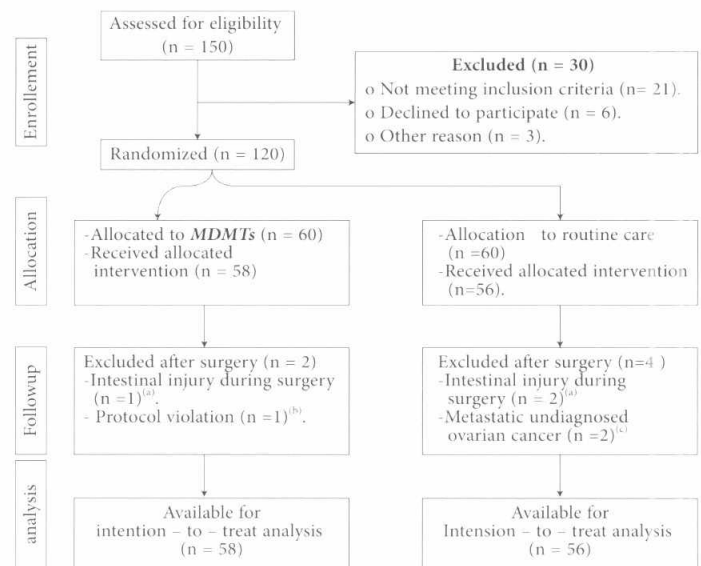 Enrollement
Assessed for eligibility
(n = 150)
Excluded (n = 30)
o Not meeting inclusion criteria (n= 21).
o Declined to participate (n = 6).
o Other reason (n = 3).
Randomized (n = 120)
Allocation
-Allocated to MDMTs (n = 60)
-Received allocated
intervention (n = 58)
-Allocation to routine care
(n =60)
-Received allocated intervention
(n=56).
Followup
Excluded after surgery (n = 2)
-Intestinal injury during surgery
(n =1)(a).
- Protocol violation (n =1)(b).
Excluded after surgery (n=4 )
-Intestinal injury during
surgery (n = 2)(a)
-Metastatic undiagnosed
ovarian cancer (n =2)(c)
analysis
Available for
intention – to – treat analysis
(n = 58)
Available for
Intension – to – treat analysis
(n = 56)